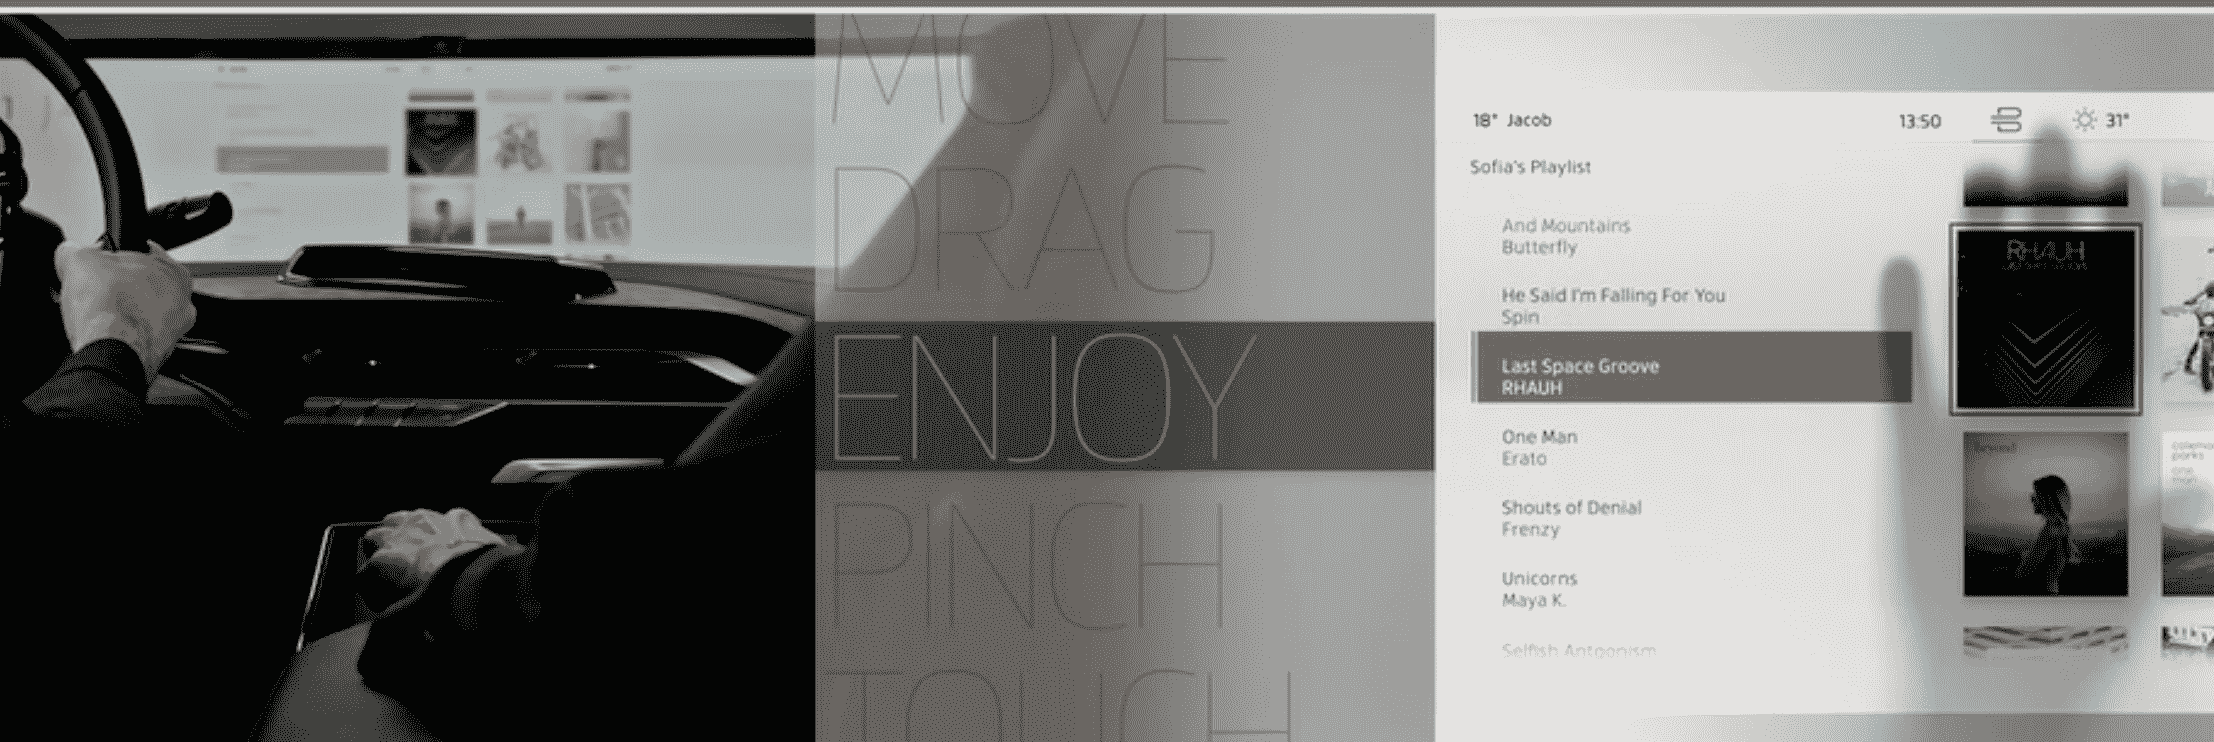 MOVE
DRAG
ENJOY
PINCH
TOUCH
18° Jacob
13:50
31°
Sofia's Playlist
And Mountains
Butterfly
He Said I'm Falling For You
Spin
Last Space Groove
RHAUH
One Man
Erato
Shouts of Denial
Frenzy
Unicorns
Maya K.
Selfish
RHAUH